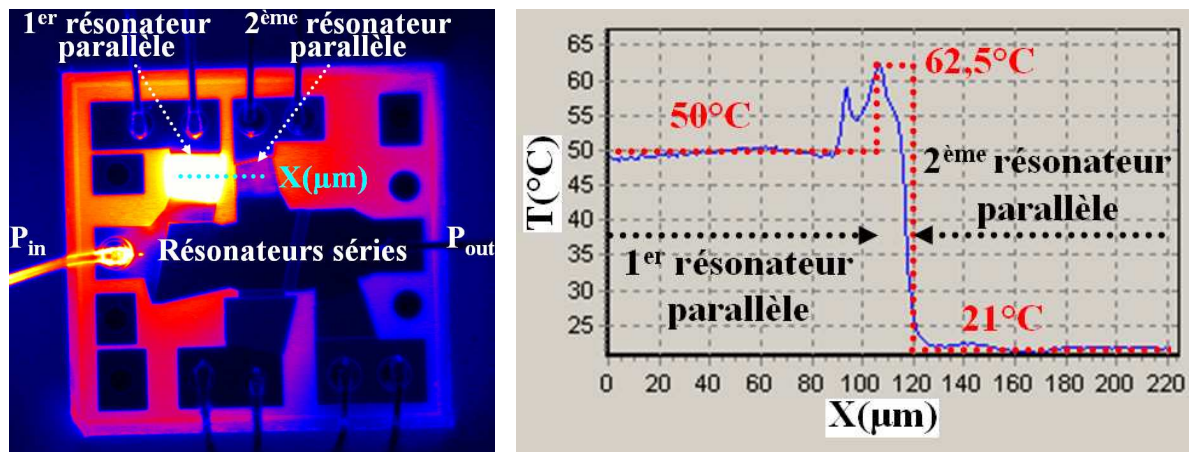 1er résonateur
parallèle
2ème résonateur
parallèle
X(µm)
Pin
Résonateurs séries
Pout
65
60
55
50
45
40
35
30
25
T(°C)
62,5°C
50°C
2ème résonateur
parallèle
1er résonateur
parallèle
21°C
0 20 40 60 80 100 120 140 160 180 200 220
X(µm)